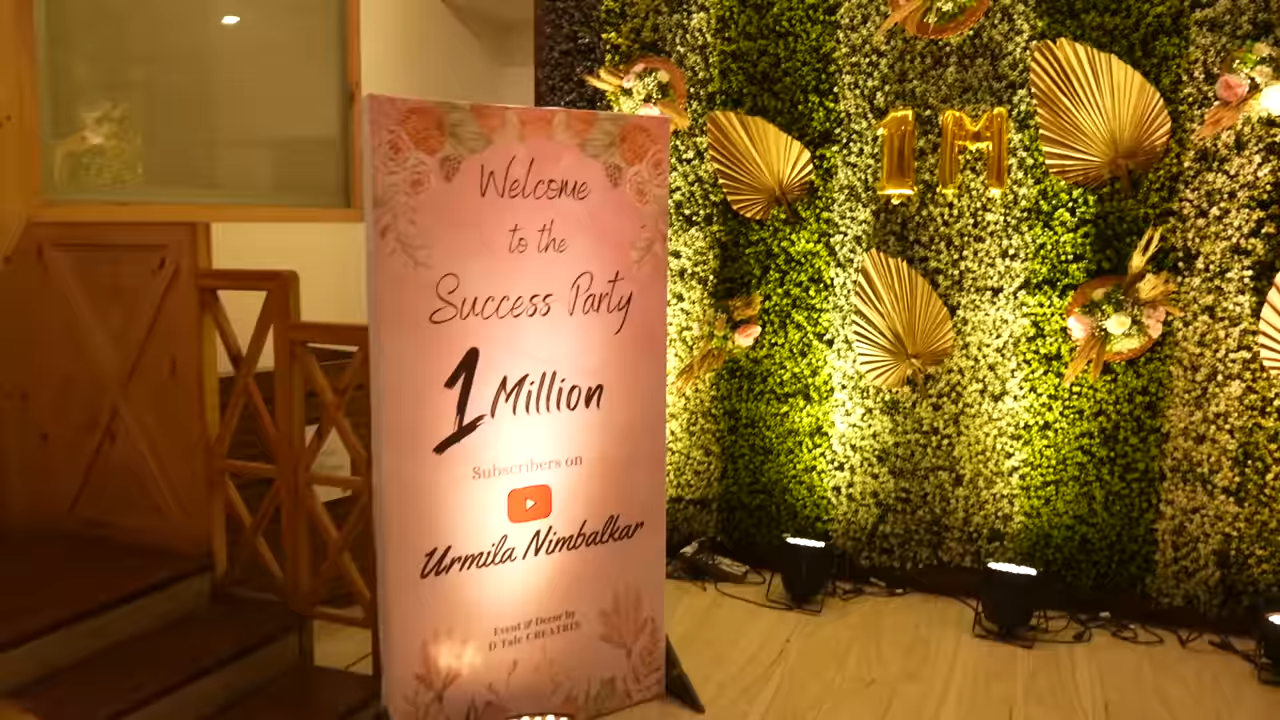 Welcome
to the
Success Party
1 Million
Subscribers on
Urmila Nimbalkar
Event & Decor by
D Tale CREATRIX
1M